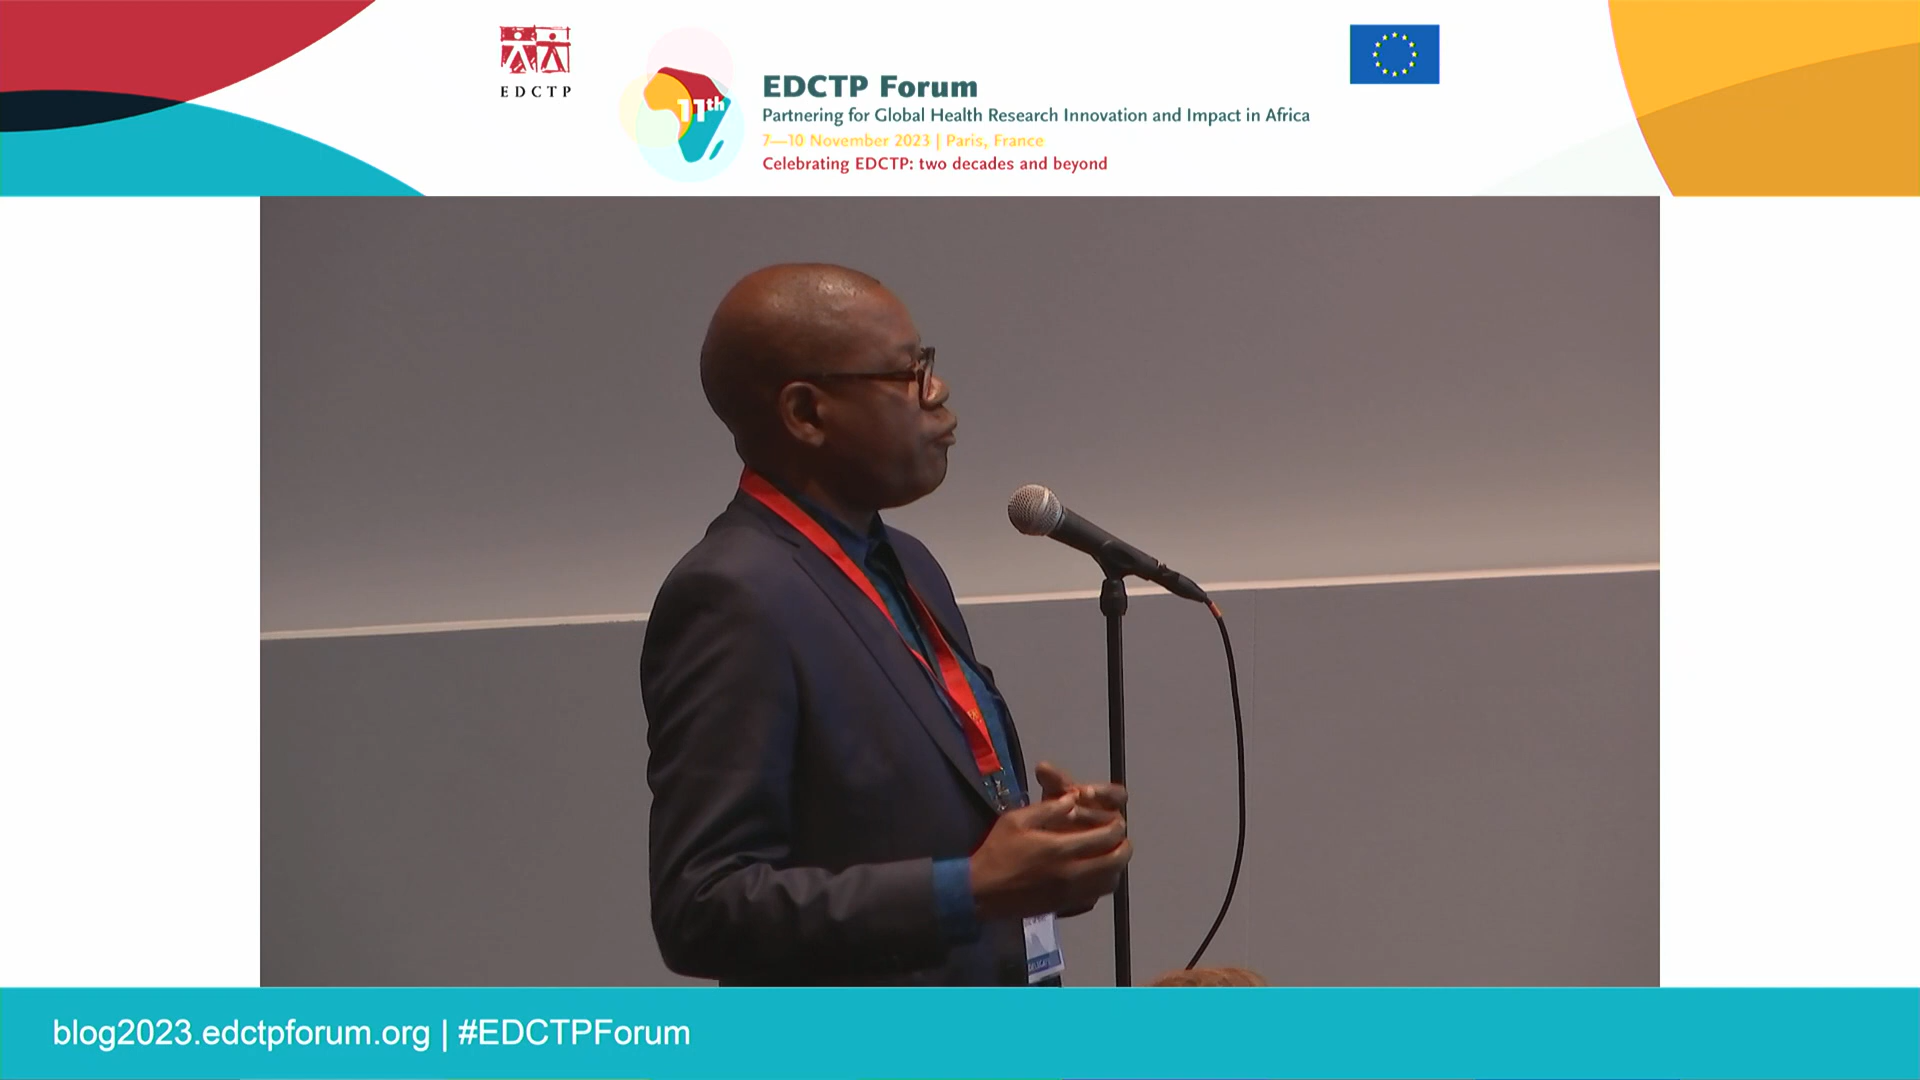 EDCTP
11th
EDCTP Forum
Partnering for Global Health Research Innovation and Impact in Africa
7—10 November 2023 | Paris, France
Celebrating EDCTP: two decades and beyond
blog2023.edctpforum.org | #EDCTPForum